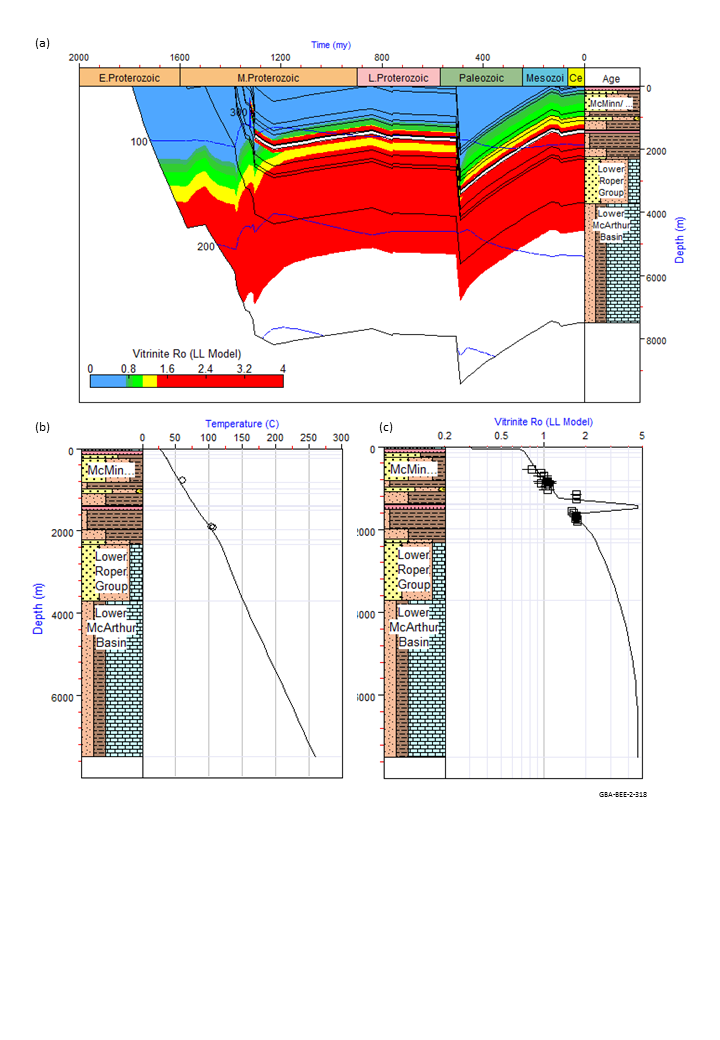 (a)
Time (my)
2000 1600 1200 800 400 0
E.Proterozoic M.Proterozoic L.Proterozoic Paleozoic Mesozoi Ce Age
0
McMinn/ ...
2000
Lower
Roper
Group
4000
Lower
McArthur
Basin
6000
8000
Depth (m)
300
100
200
Vitrinite Ro (LL Model)
0 0.8 1.6 2.4 3.2 4
(b)
Temperature (C)
0 50 100 150 200 250 300
0
McMin...
2000
Lower
Roper
Group
4000
Lower
McArthur
Basin
6000
Depth (m)
(c)
Vitrinite Ro (LL Model)
0.2 0.5 1 2 5
0
McMin...
2000
Lower
Roper
Group
Lower
McArthur
Basin
GBA-BEE-2-318